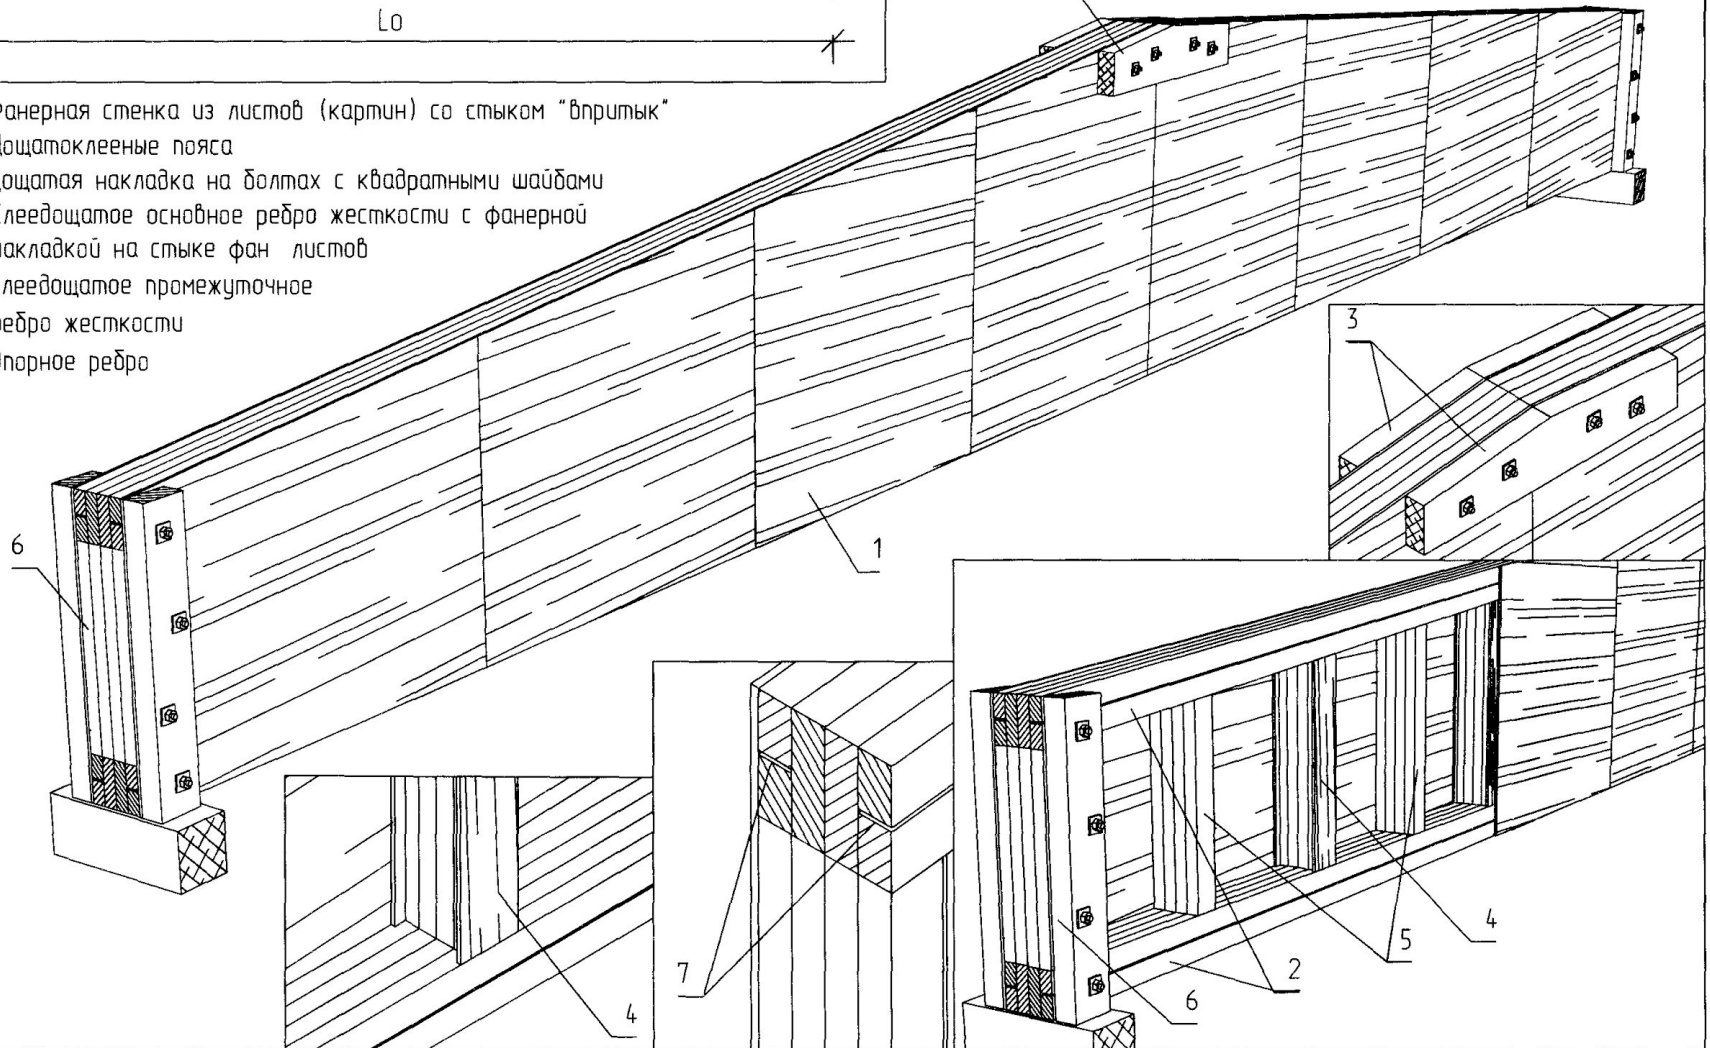 Lo
фанерная стенка из листов (картин) со стыком "впритык"
дощатоклееные пояса
дощатая накладка на болтах с квадратными шайбами
клеедощатое основное ребро жесткости с фанерной
накладкой на стыке фан листов
клеедощатое промежуточное
ребро жесткости
опорное ребро
3
6
1
4
7
5
4
2
6